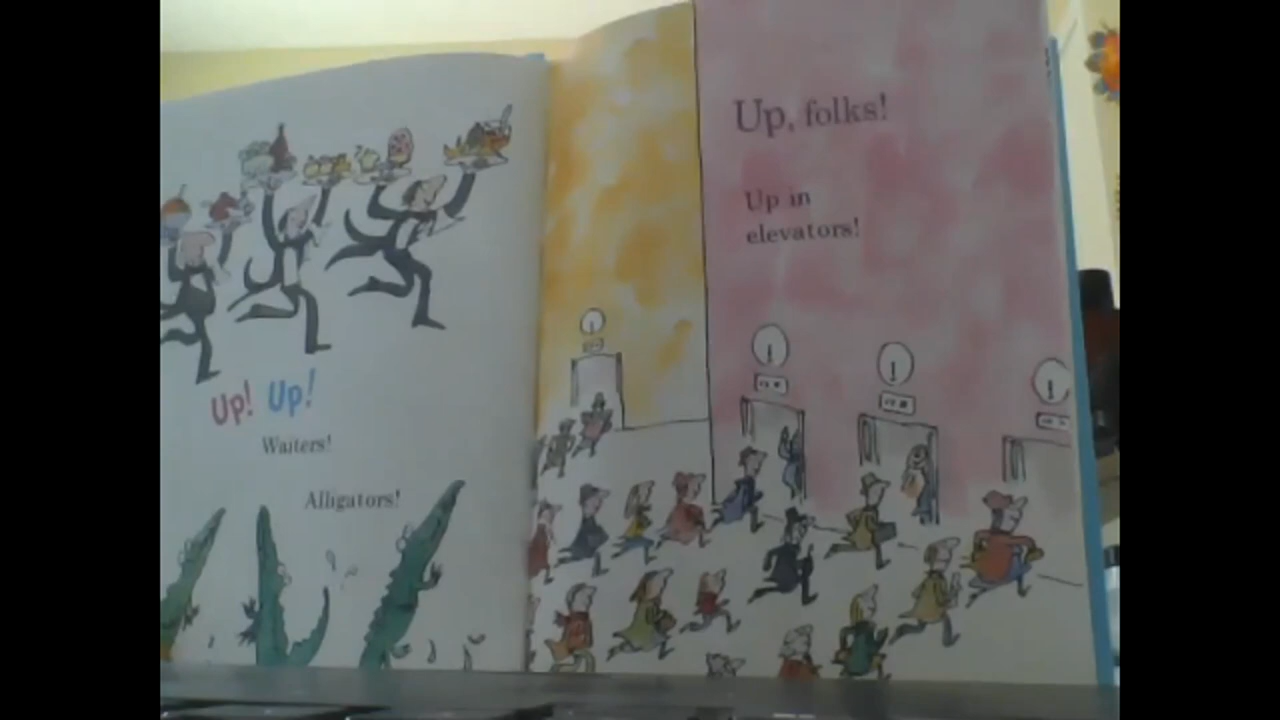 Up! Up!
Waiters!
Alligators!
Up, folks!
Up in
elevators!